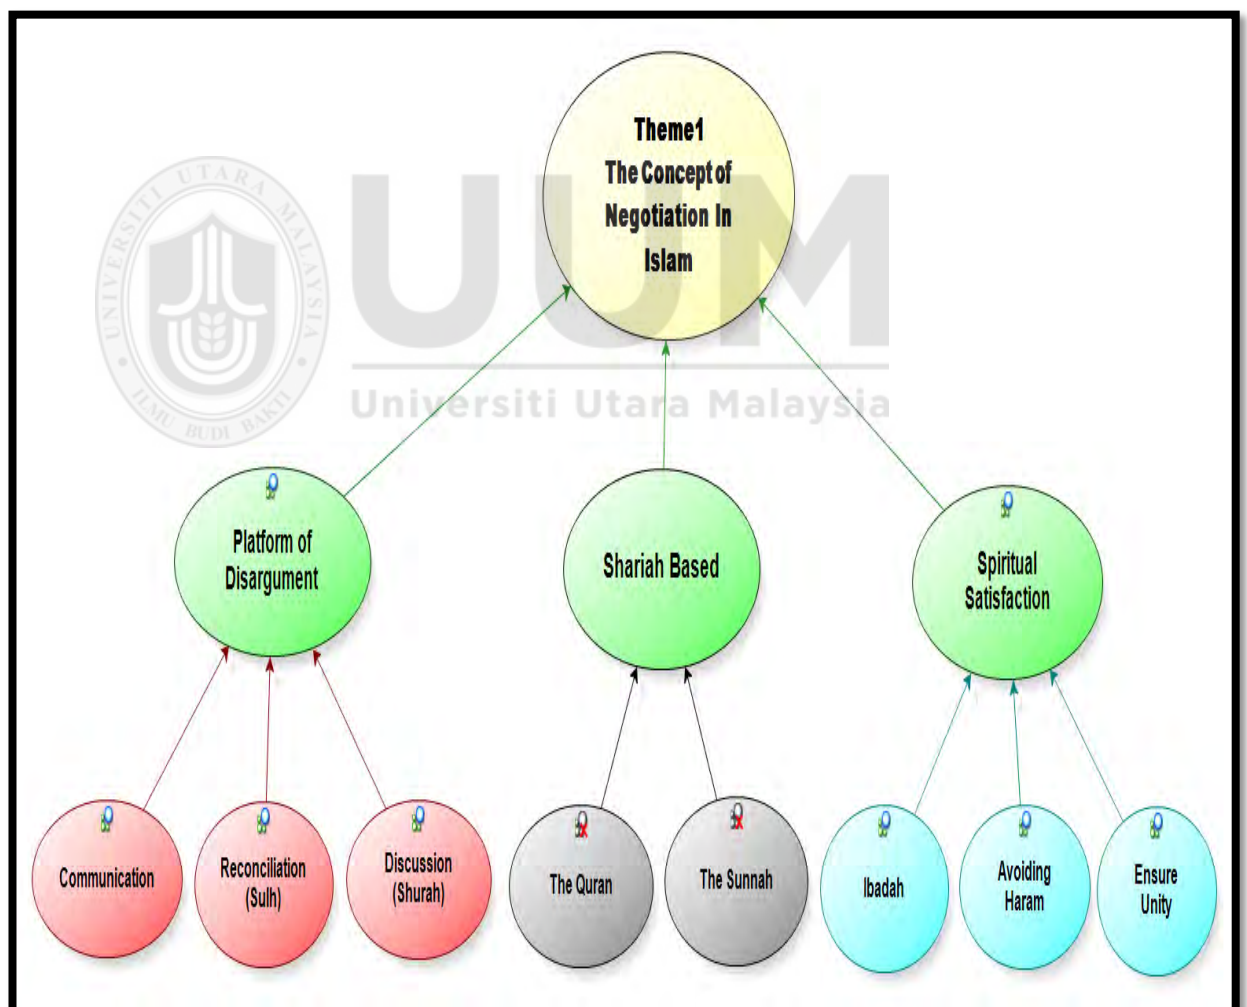 Theme1
The Concept of
Negotiation In
Islam
UNIVERSITI UTARA MALAYSIA
ILMU BUDI BAKTI
UUM
Universiti Utara Malaysia
Platform of
Disargument
Shariah Based
Spiritual
Satisfaction
Communication
Reconciliation
(Sulh)
Discussion
(Shurah)
The Quran
The Sunnah
Ibadah
Avoiding
Haram
Ensure
Unity